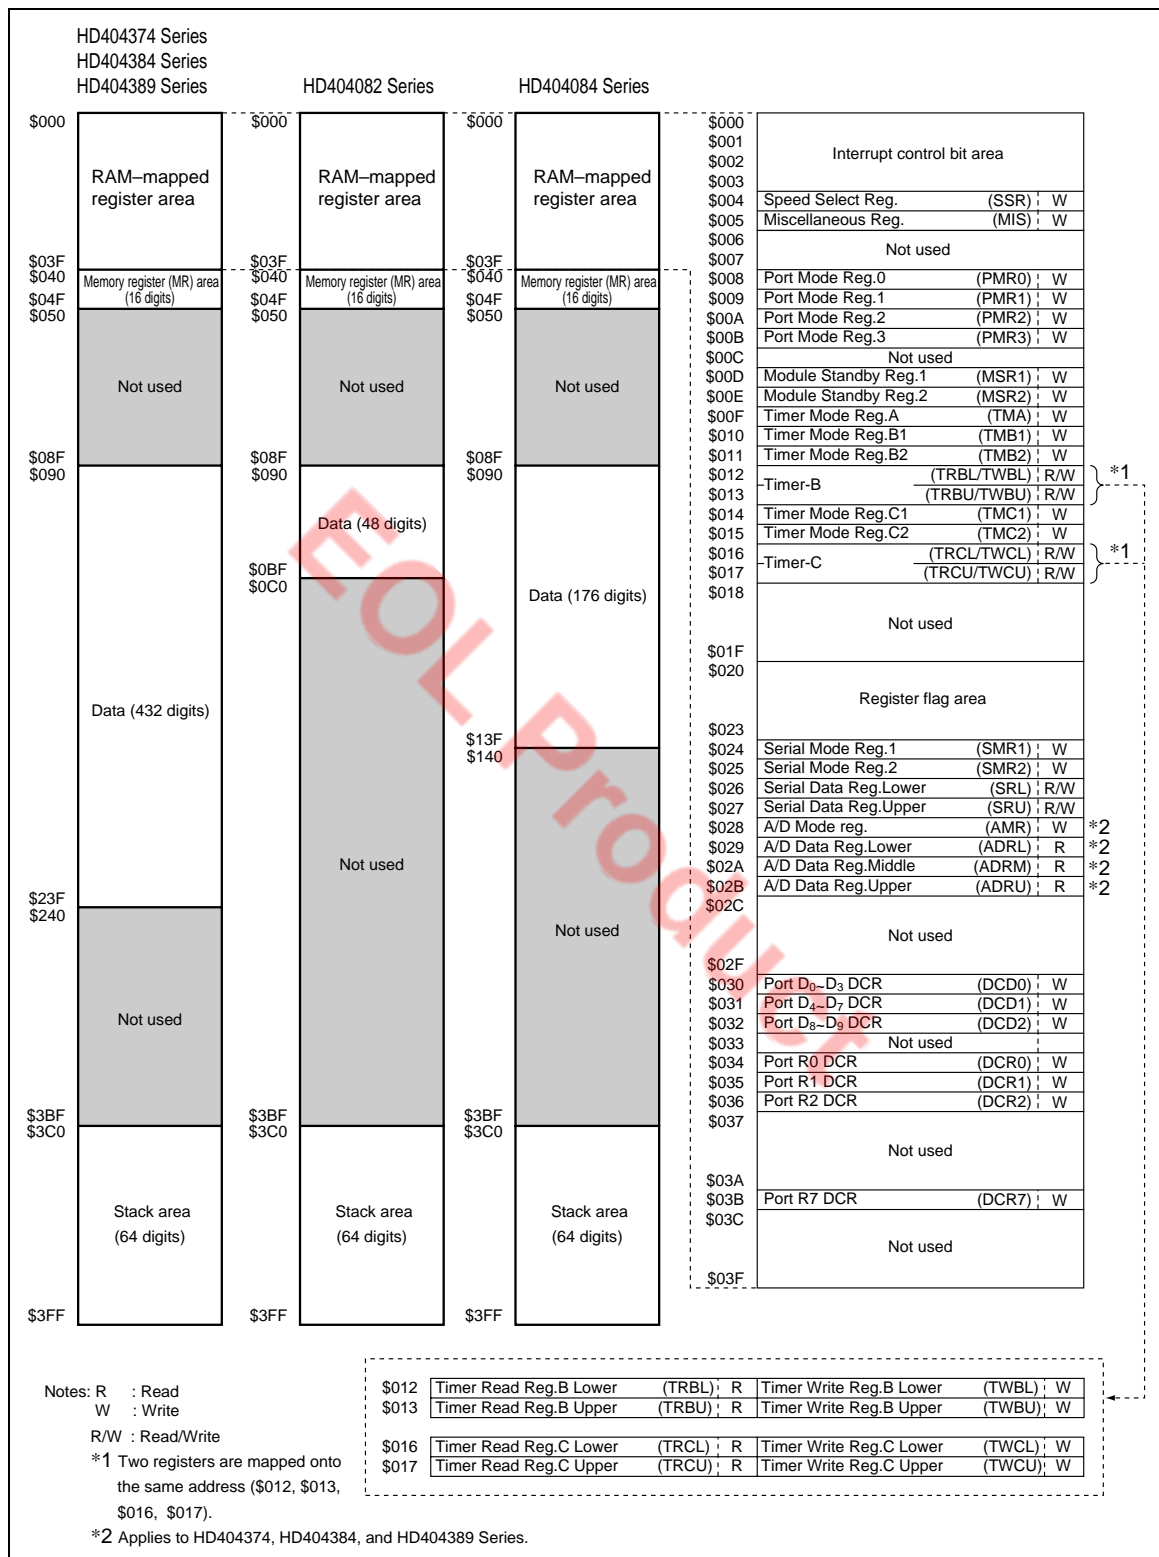 HD404374 Series
HD404384 Series
HD404389 Series
HD404082 Series
HD404084 Series
$000
RAM–mapped
register area
$03F
$040
Memory register (MR) area
(16 digits)
$04F
$050
Not used
$08F
$090
Data (432 digits)
$23F
$240
Not used
$3BF
$3C0
Stack area
(64 digits)
$3FF
$000
RAM–mapped
register area
$03F
$040
Memory register (MR) area
(16 digits)
$04F
$050
Not used
$08F
$090
Data (48 digits)
$0BF
$0C0
Not used
$3BF
$3C0
Stack area
(64 digits)
$3FF
$000
RAM–mapped
register area
$03F
$040
Memory register (MR) area
(16 digits)
$04F
$050
Not used
$08F
$090
Data (176 digits)
$13F
$140
Not used
$3BF
$3C0
Stack area
(64 digits)
$3FF
$000
$001
Interrupt control bit area
$002
$003
$004 Speed Select Reg. (SSR) W
$005 Miscellaneous Reg. (MIS) W
$006
Not used
$007
$008 Port Mode Reg.0 (PMR0) W
$009 Port Mode Reg.1 (PMR1) W
$00A Port Mode Reg.2 (PMR2) W
$00B Port Mode Reg.3 (PMR3) W
$00C Not used
$00D Module Standby Reg.1 (MSR1) W
$00E Module Standby Reg.2 (MSR2) W
$00F Timer Mode Reg.A (TMA) W
$010 Timer Mode Reg.B1 (TMB1) W
$011 Timer Mode Reg.B2 (TMB2) W
$012 (TRBL/TWBL) R/W *1
Timer-B
$013 (TRBU/TWBU) R/W
$014 Timer Mode Reg.C1 (TMC1) W
$015 Timer Mode Reg.C2 (TMC2) W
$016 (TRCL/TWCL) R/W *1
Timer-C
$017 (TRCU/TWCU) R/W
$018
Not used
$01F
$020
Register flag area
$023
$024 Serial Mode Reg.1 (SMR1) W
$025 Serial Mode Reg.2 (SMR2) W
$026 Serial Data Reg.Lower (SRL) R/W
$027 Serial Data Reg.Upper (SRU) R/W
$028 A/D Mode reg. (AMR) W *2
$029 A/D Data Reg.Lower (ADRL) R *2
$02A A/D Data Reg.Middle (ADRM) R *2
$02B A/D Data Reg.Upper (ADRU) R *2
$02C
Not used
$02F
$030 Port D0~D3 DCR (DCD0) W
$031 Port D4~D7 DCR (DCD1) W
$032 Port D8~D9 DCR (DCD2) W
$033 Not used
$034 Port R0 DCR (DCR0) W
$035 Port R1 DCR (DCR1) W
$036 Port R2 DCR (DCR2) W
$037
Not used
$03A
$03B Port R7 DCR (DCR7) W
$03C
Not used
$03F
EOL Product
$012 Timer Read Reg.B Lower (TRBL) R Timer Write Reg.B Lower (TWBL) W
$013 Timer Read Reg.B Upper (TRBU) R Timer Write Reg.B Upper (TWBU) W
$016 Timer Read Reg.C Lower (TRCL) R Timer Write Reg.C Lower (TWCL) W
$017 Timer Read Reg.C Upper (TRCU) R Timer Write Reg.C Upper (TWCU) W
Notes: R : Read
W : Write
R/W : Read/Write
*1 Two registers are mapped onto
the same address ($012, $013,
$016, $017).
*2 Applies to HD404374, HD404384, and HD404389 Series.